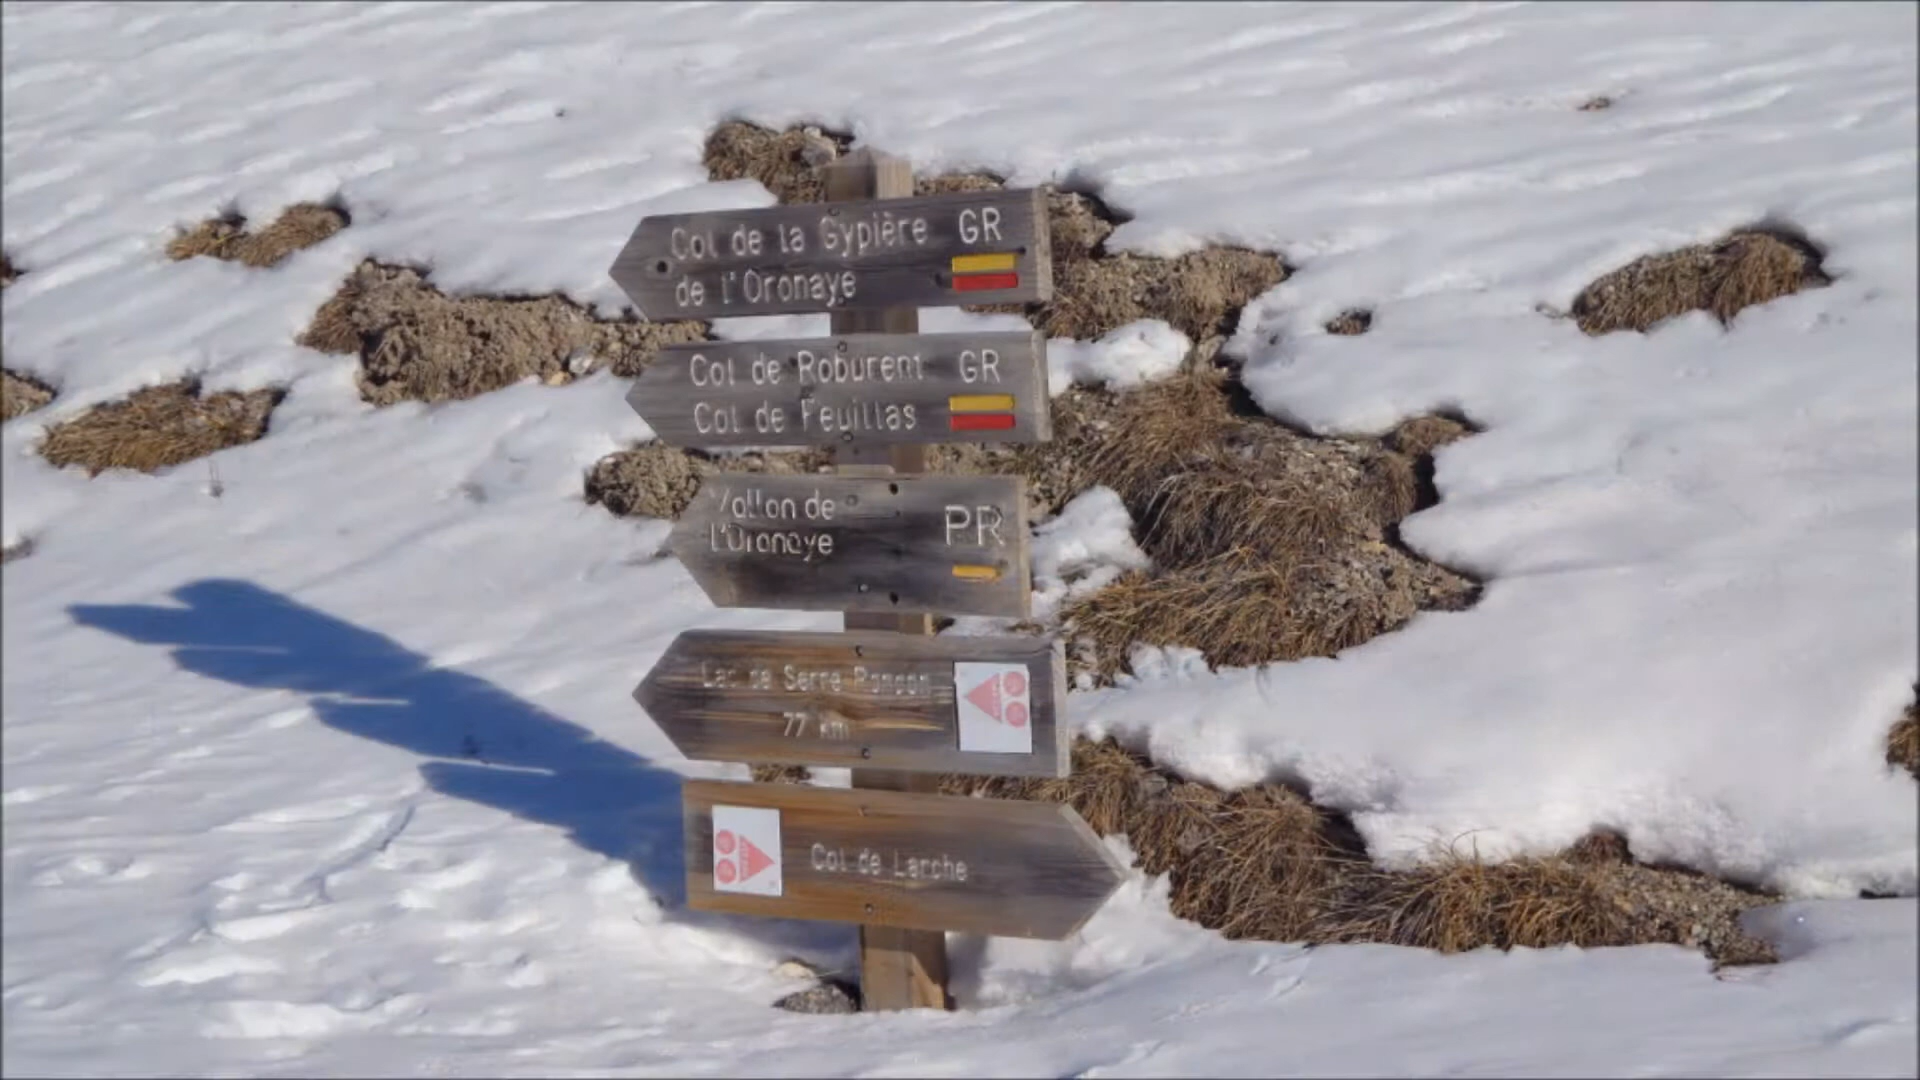 Col de la Gypière GR
de l'Oronaye
Col de Roburent GR
Col de Feuillas
Vallon de
l'Oronaye
PR
Lac de Serre Ponçon
77 km
Col de Larche